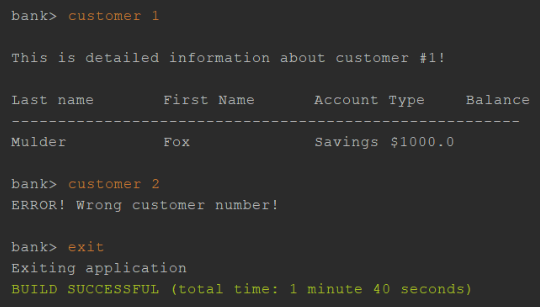 bank> customer 1
This is detailed information about customer #1!
Last name First Name Account Type Balance
------------------------------------------------------
Mulder Fox Savings $1000.0
bank> customer 2
ERROR! Wrong customer number!
bank> exit
Exiting application
BUILD SUCCESSFUL (total time: 1 minute 40 seconds)